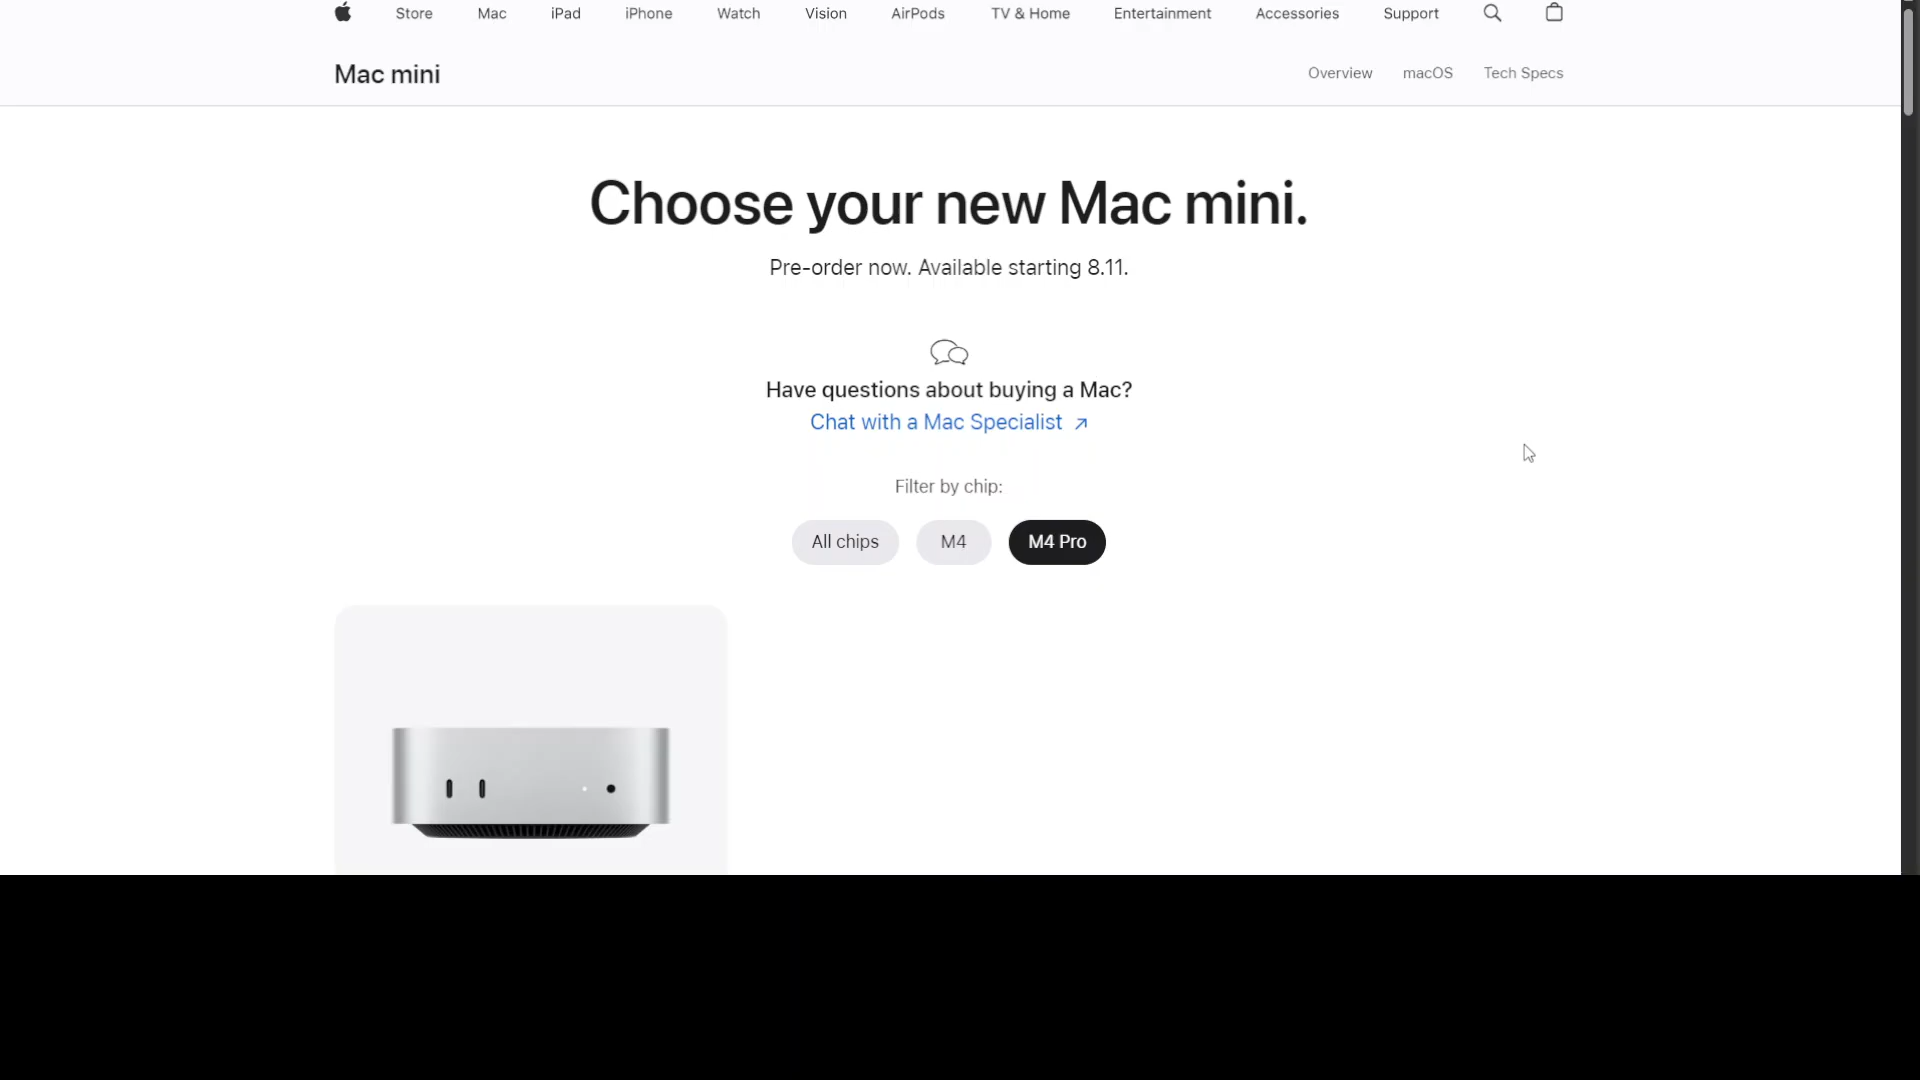 Store Mac iPad iPhone Watch Vision AirPods TV & Home Entertainment Accessories Support
Mac mini
Overview macOS Tech Specs
Choose your new Mac mini.
Pre-order now. Available starting 8.11.
Have questions about buying a Mac?
Chat with a Mac Specialist ↗
Filter by chip:
All chips M4 M4 Pro